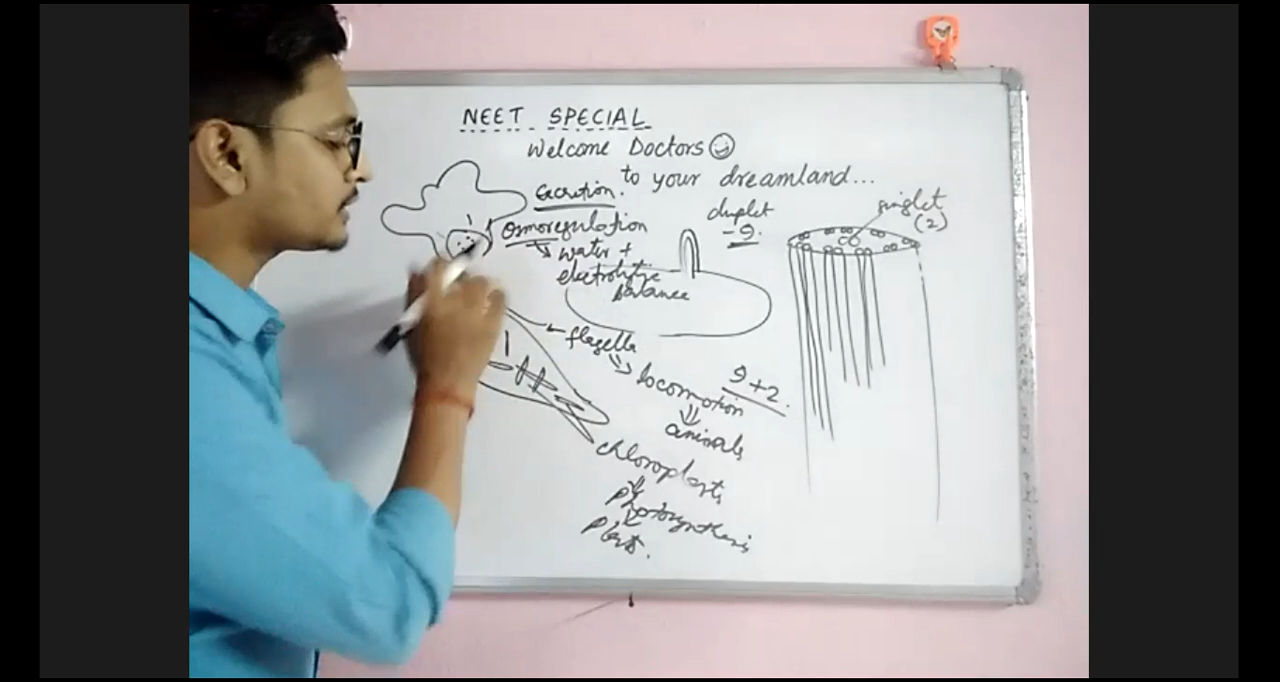 NEET SPECIAL
Welcome Doctors
to your dreamland...
Excretion.
Osmoregulation
water +
electrolyte
balance
duplet
- 9.
singlet
(2)
flagella
locomotion
animals
9 + 2.
chloroplasts
Photosynthesis